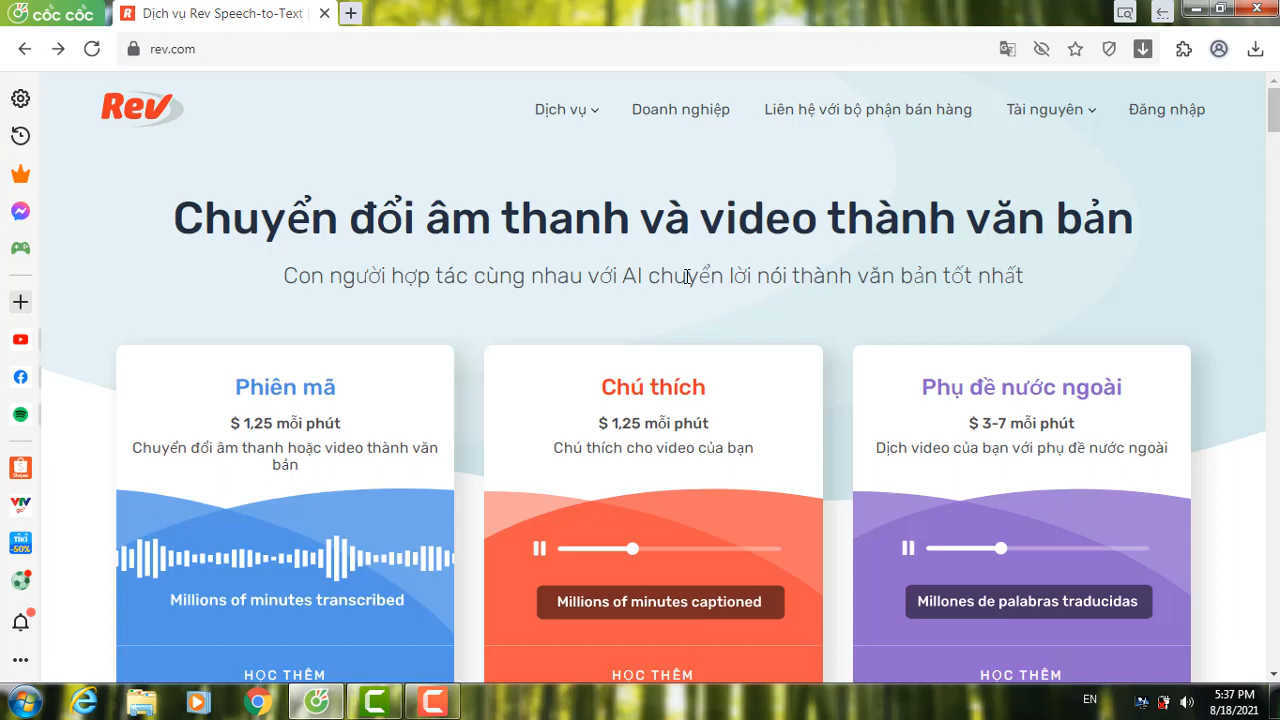 cốc cốc
Dịch vụ Rev Speech-to-Text
rev.com
Rev
Dịch vụ
Doanh nghiệp
Liên hệ với bộ phận bán hàng
Tài nguyên
Đăng nhập
Chuyển đổi âm thanh và video thành văn bản
Con người hợp tác cùng nhau với AI chuyển lời nói thành văn bản tốt nhất
Phiên mã
$ 1,25 mỗi phút
Chuyển đổi âm thanh hoặc video thành văn
bản
Millions of minutes transcribed
HỌC THÊM
Chú thích
$ 1,25 mỗi phút
Chú thích cho video của bạn
Millions of minutes captioned
HỌC THÊM
Phụ đề nước ngoài
$ 3-7 mỗi phút
Dịch video của bạn với phụ đề nước ngoài
Millones de palabras traducidas
HỌC THÊM
VTV
go
TIKI
-50%
EN
5:37 PM
8/18/2021